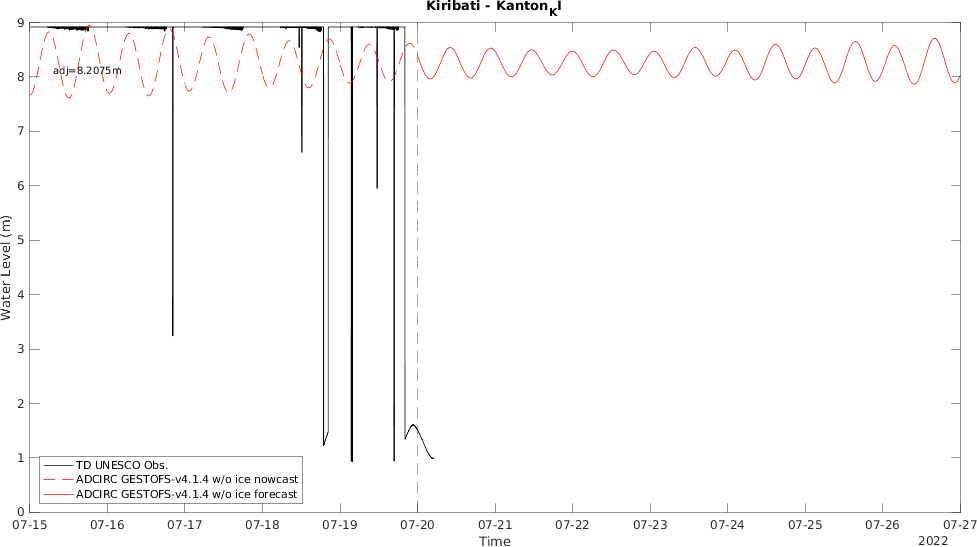 Kiribati - Kanton_KI
Water Level (m)
9
8
7
6
5
4
3
2
1
0
adj=8.2075m
TD UNESCO Obs.
ADCIRC GESTOFS-v4.1.4 w/o ice nowcast
ADCIRC GESTOFS-v4.1.4 w/o ice forecast
07-15 07-16 07-17 07-18 07-19 07-20 07-21 07-22 07-23 07-24 07-25 07-26 07-27
Time
2022